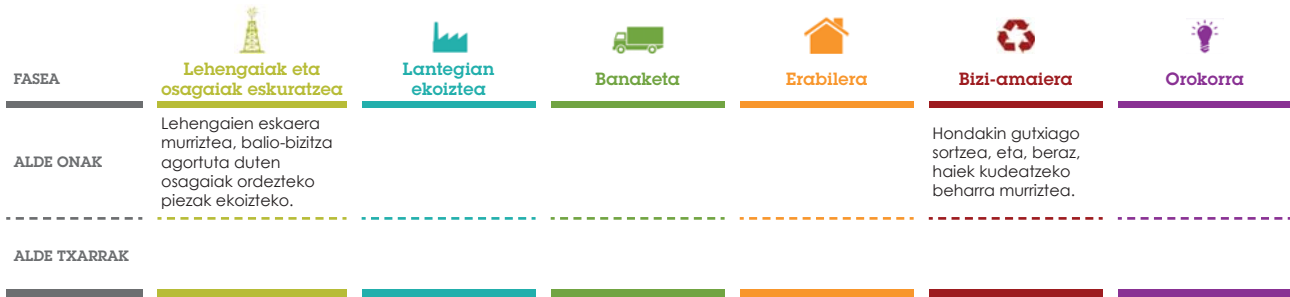 FASEA
Lehengaiak eta
osagaiak eskuratzea
Lantegian
ekoiztea
Banaketa
Erabilera
Bizi-amaiera
Orokorra
ALDE ONAK
Lehengaien eskaera
murriztea, balio-bizitza
agortuta duten
osagaiak ordezteko
piezak ekoizteko.
Hondakin gutxiago
sortzea, eta, beraz,
haiek kudeatzeko
beharra murriztea.
ALDE TXARRAK